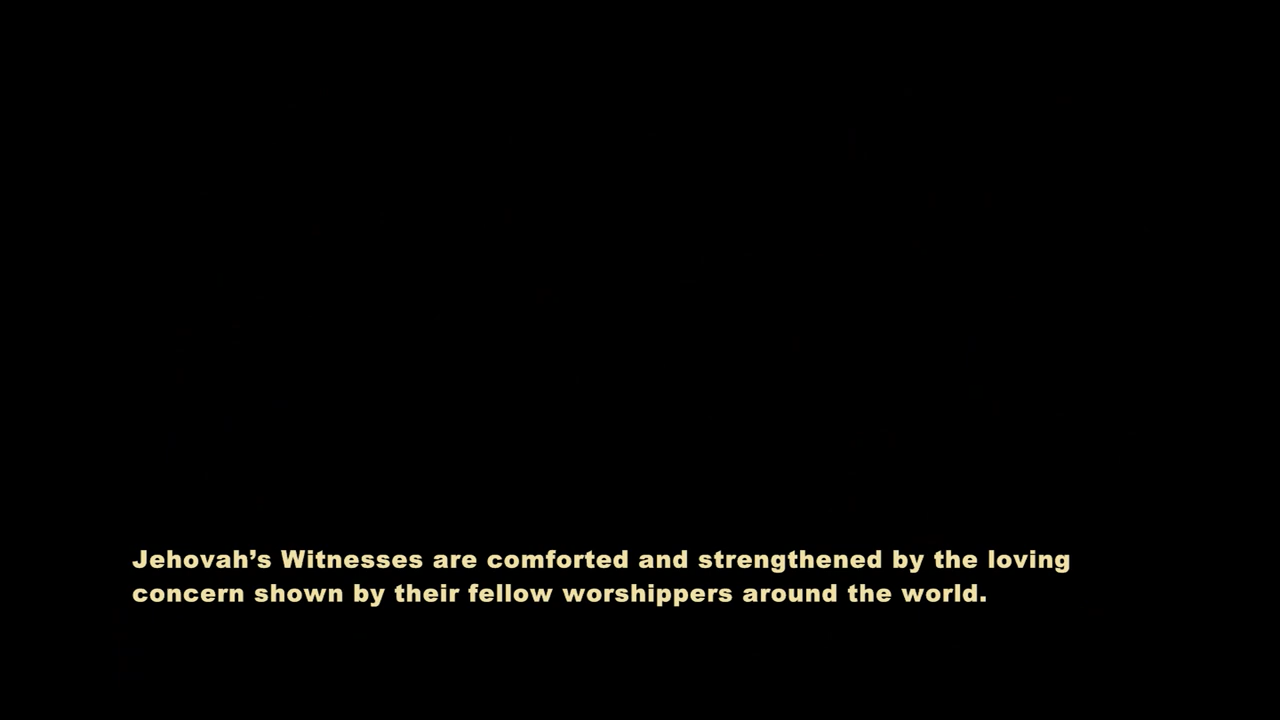 Jehovah’s Witnesses are comforted and strengthened by the loving
concern shown by their fellow worshippers around the world.